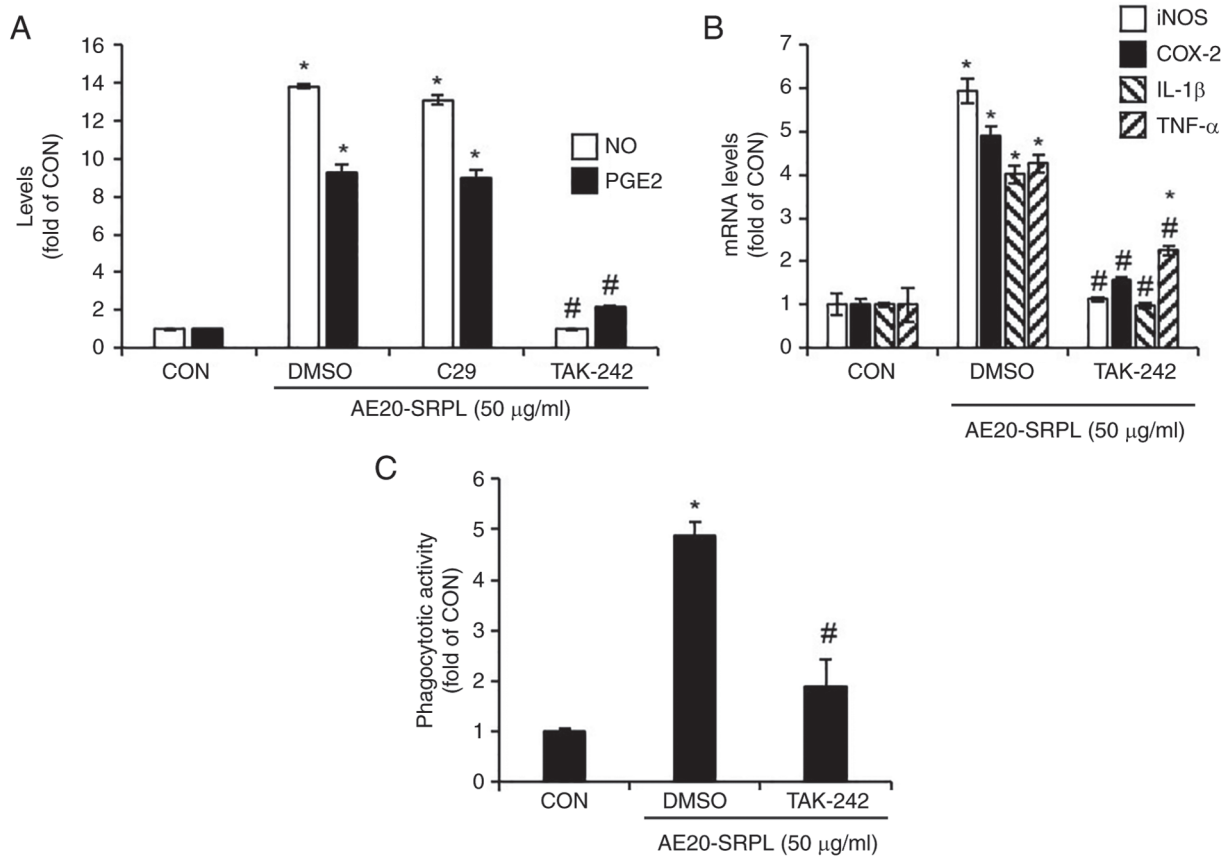 A
16
14
12
10
8
6
4
2
0
Levels
(fold of CON)
*
*
*
*
#
#
NO
PGE2
CON
DMSO
C29
TAK-242
AE20-SRPL (50 µg/ml)
B
7
6
5
4
3
2
1
0
mRNA levels
(fold of CON)
iNOS
COX-2
IL-1β
TNF-α
*
*
*
*
#
#
#
*
#
CON
DMSO
TAK-242
AE20-SRPL (50 µg/ml)
C
6
5
4
3
2
1
0
Phagocytotic activity
(fold of CON)
*
#
CON
DMSO
TAK-242
AE20-SRPL (50 µg/ml)